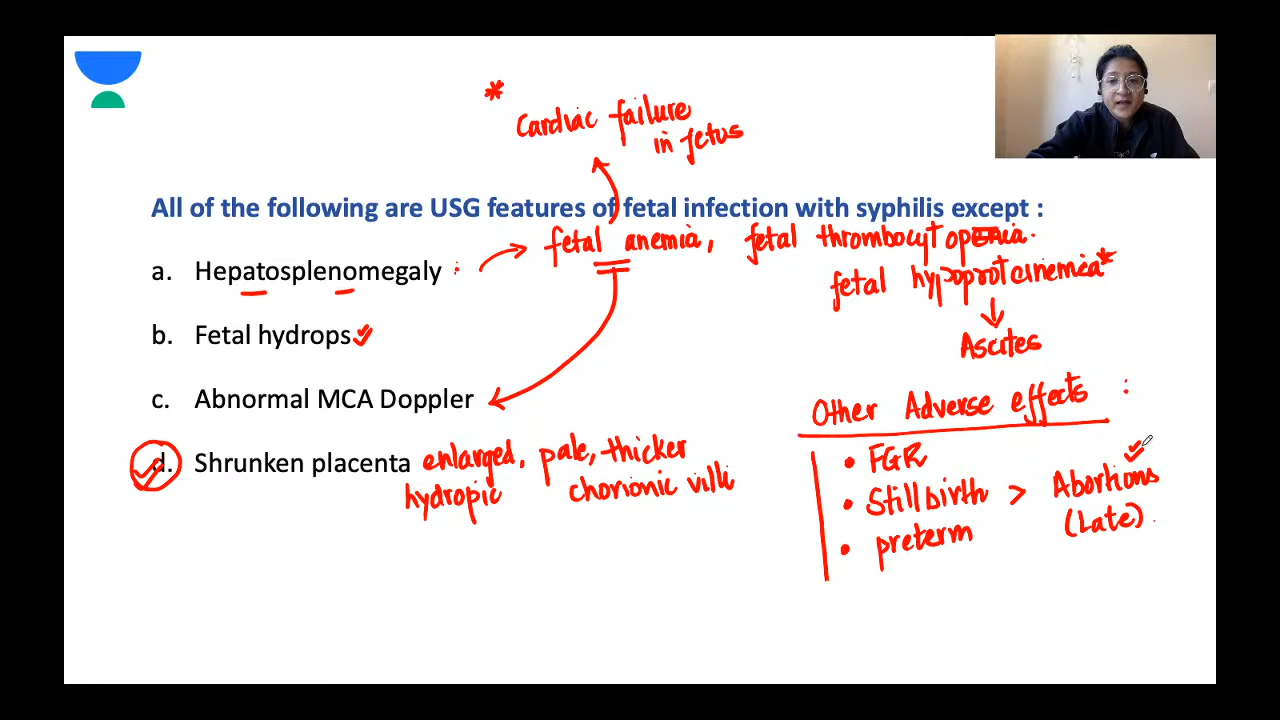 *
Cardiac failure
in fetus
All of the following are USG features of fetal infection with syphilis except :
fetal anemia, fetal thrombocytopenia.
a. Hepatosplenomegaly :
fetal hypoproteinemia*
b. Fetal hydrops
Ascites
c. Abnormal MCA Doppler
Other Adverse effects :
d. Shrunken placenta enlarged, pale, thicker
hydropic chorionic villi
• FGR
• Still birth > Abortions
(Late).
• preterm